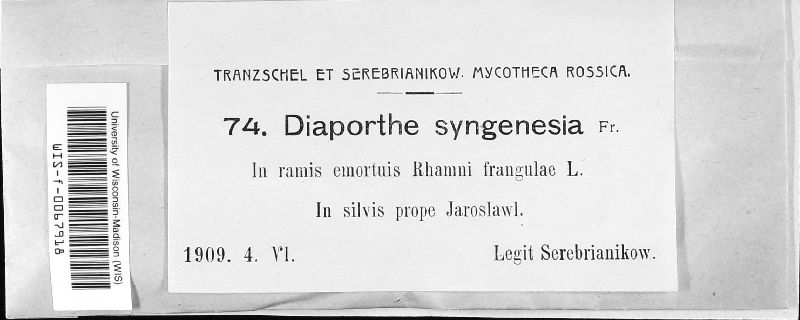 TRANZSCHEL ET SEREBRIANIKOW. MYCOTHECA ROSSICA.
74. Diaporthe syngenesia Fr.
In ramis emortuis Rhamni frangulae L.
In silvis prope Jaroslawl.
1909. 4. VI. Legit Serebrianikow.
University of Wisconsin-Madison (WIS)
WIS-f-0067918